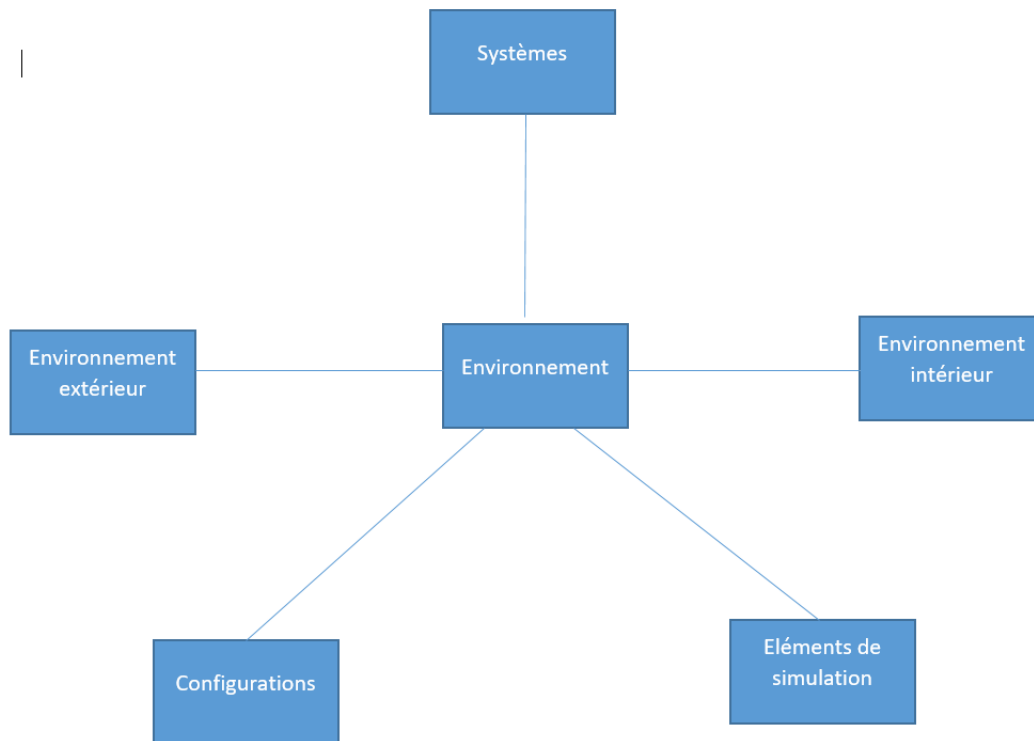 Systèmes
Environnement
extérieur
Environnement
Environnement
intérieur
Configurations
Eléments de
simulation